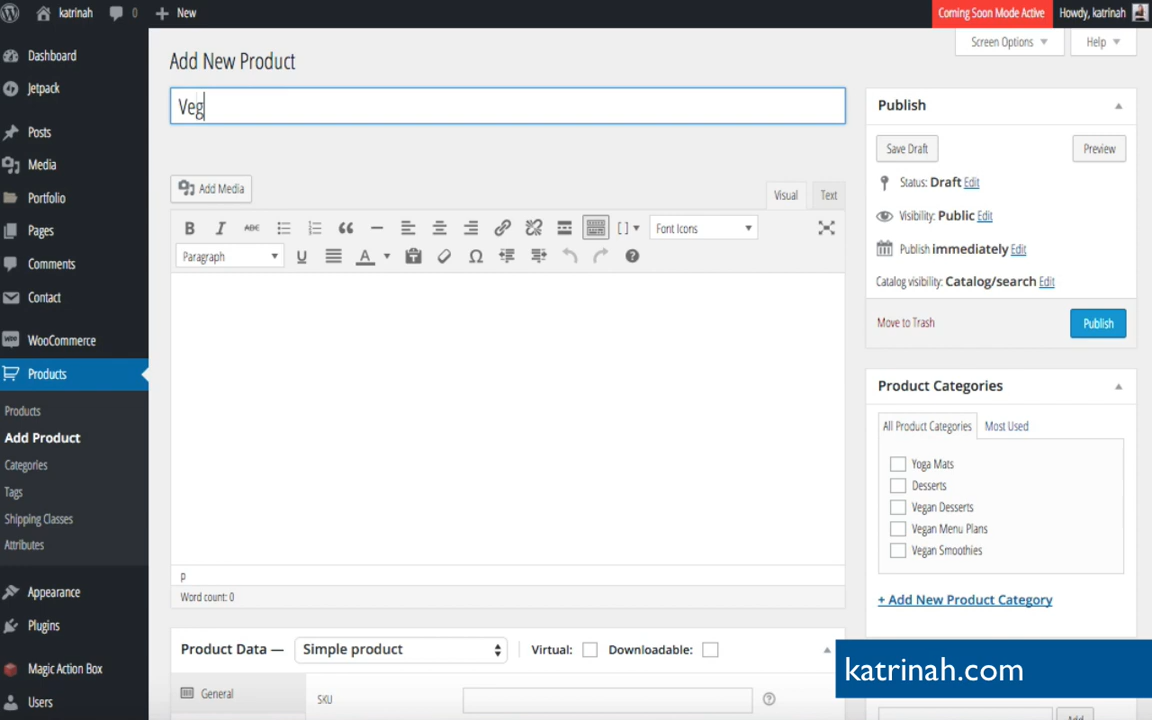 katrinah 0 New Coming Soon Mode Active Howdy, katrinah
Screen Options Help
Dashboard
Jetpack
Posts
Media
Portfolio
Pages
Comments
Contact
WooCommerce
Products
Products
Add Product
Categories
Tags
Shipping Classes
Attributes
Appearance
Plugins
Magic Action Box
Users
Add New Product
Veg
Add Media
Visual Text
B I ABC Font Icons
Paragraph U A
p
Word count: 0
Product Data — Simple product Virtual: Downloadable:
General
SKU
Publish
Save Draft Preview
Status: Draft Edit
Visibility: Public Edit
Publish immediately Edit
Catalog visibility: Catalog/search Edit
Move to Trash Publish
Product Categories
All Product Categories Most Used
Yoga Mats
Desserts
Vegan Desserts
Vegan Menu Plans
Vegan Smoothies
+ Add New Product Category
katrinah.com
Add